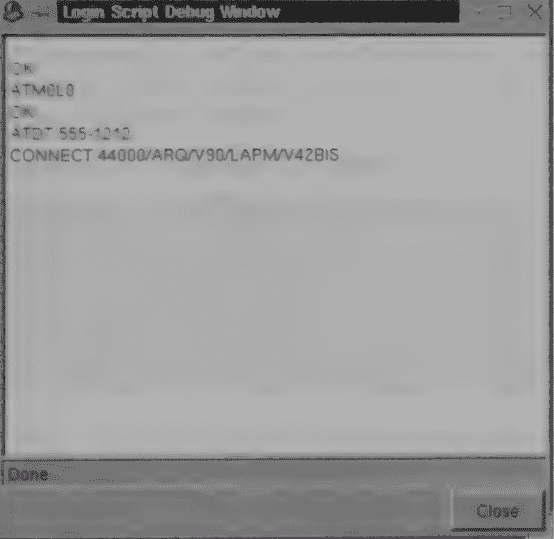 Login Script Debug Window
OK
ATM0L0
OK
ATDT 555-1212
CONNECT 44000/ARQ/V90/LAPM/V42BIS
Done
Close